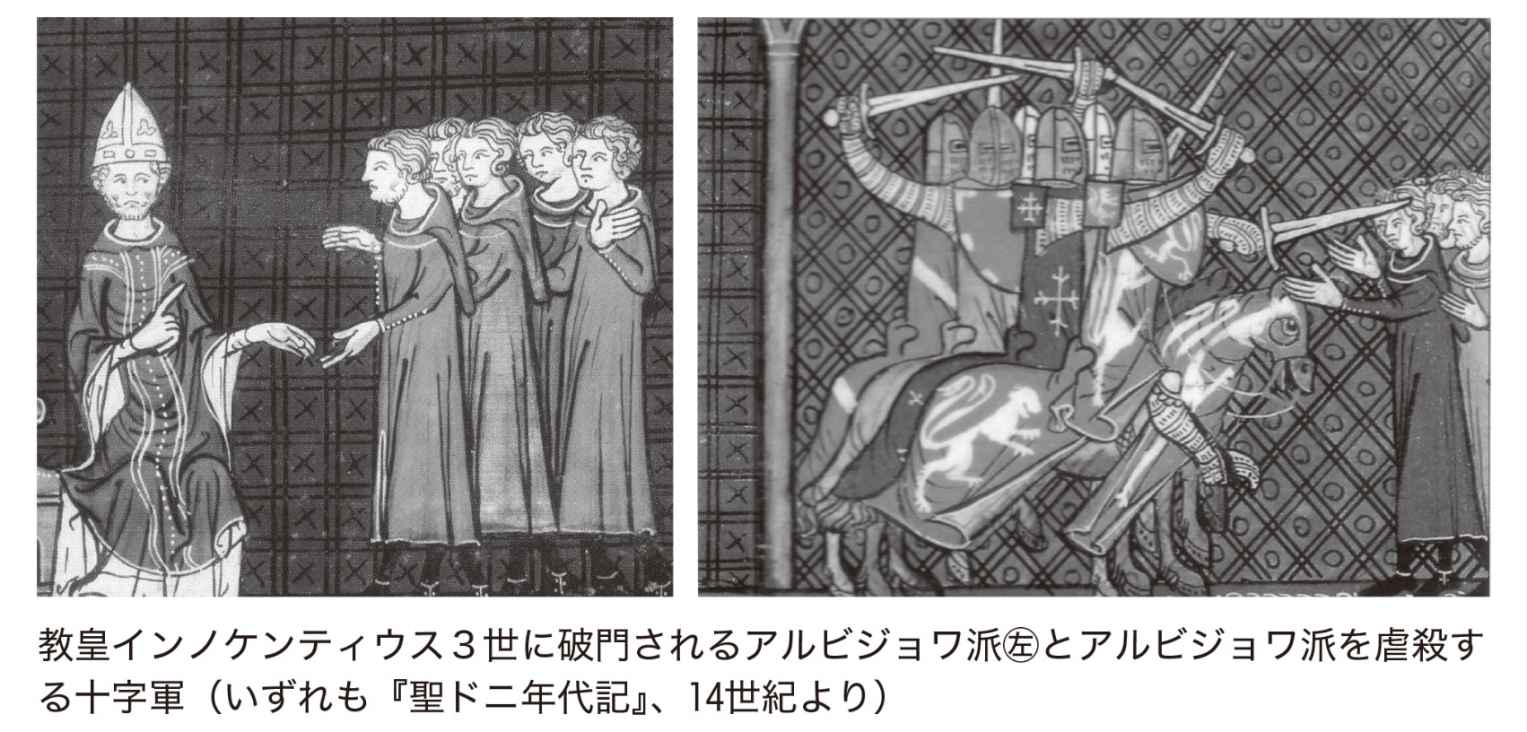 教皇インノケンティウス３世に破門されるアルビジョワ派㊧とアルビジョワ派を虐殺す
る十字軍（いずれも『聖ドニ年代記』、14世紀より）